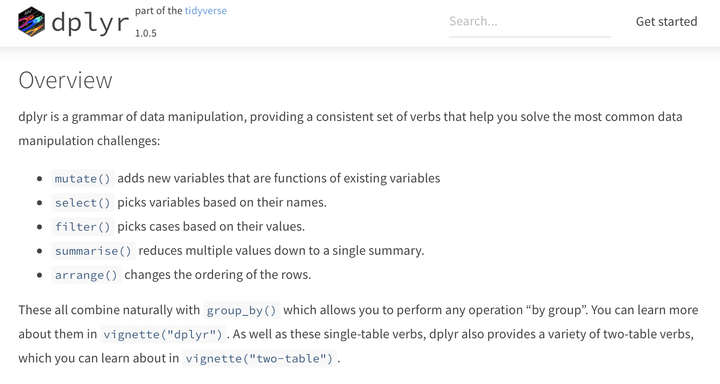 dplyr part of the tidyverse
1.0.5
Search...
Get started
Overview
dplyr is a grammar of data manipulation, providing a consistent set of verbs that help you solve the most common data
manipulation challenges:
• mutate() adds new variables that are functions of existing variables
• select() picks variables based on their names.
• filter() picks cases based on their values.
• summarise() reduces multiple values down to a single summary.
• arrange() changes the ordering of the rows.
These all combine naturally with group_by() which allows you to perform any operation “by group”. You can learn more
about them in vignette("dplyr"). As well as these single-table verbs, dplyr also provides a variety of two-table verbs,
which you can learn about in vignette("two-table").